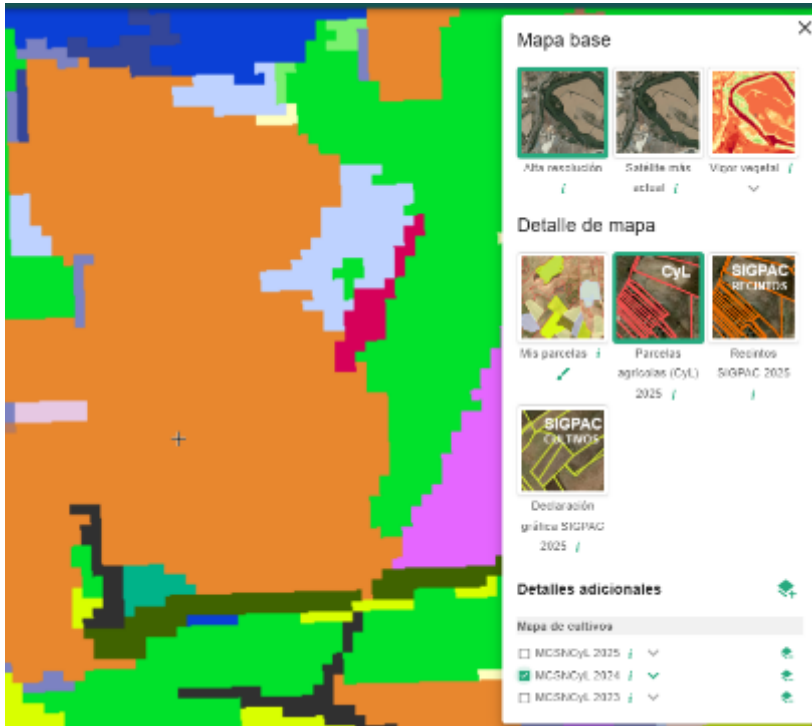 Mapa base
Alta resolución i
Satélite más actual i
Vigor vegetal i
Detalle de mapa
CyL
SIGPAC
RECINTOS
Mis parcelas i
Parcelas agrícolas (CyL) 2025 i
Recintos SIGPAC 2025 i
SIGPAC
CULTIVOS
Declaración gráfica SIGPAC 2025 i
Detalles adicionales
Mapa de cultivos
MCSNCyL 2025 i
MCSNCyL 2024 i
MCSNCyL 2023 i